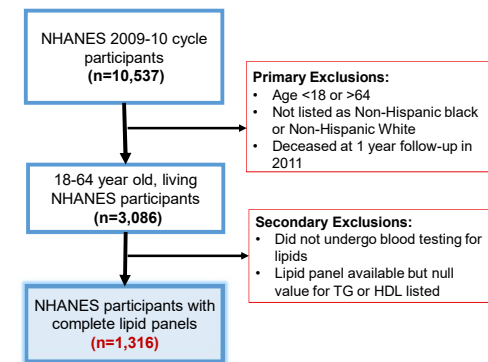 NHANES 2009-10 cycle
participants
(n=10,537)
Primary Exclusions:
• Age <18 or >64
• Not listed as Non-Hispanic black
or Non-Hispanic White
• Deceased at 1 year follow-up in
2011
18-64 year old, living
NHANES participants
(n=3,086)
Secondary Exclusions:
• Did not undergo blood testing for
lipids
• Lipid panel available but null
value for TG or HDL listed
NHANES participants with
complete lipid panels
(n=1,316)